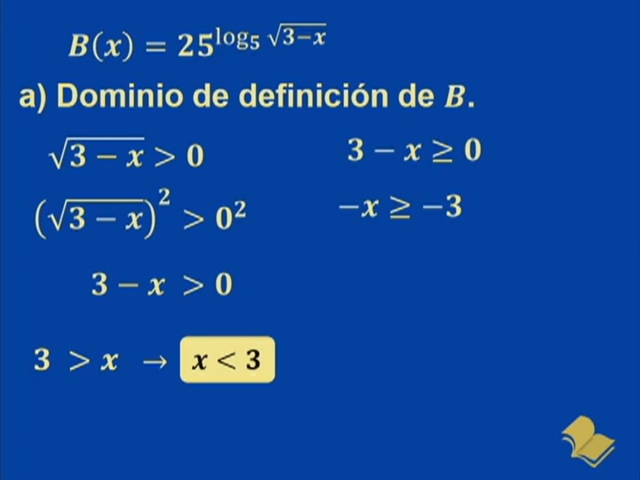 B(x) = 25^{log₅ √(3−x)}
a) Dominio de definición de B.
√(3 − x) > 0
(√(3 − x))² > 0²
3 − x > 0
3 > x → x < 3
3 − x ≥ 0
−x ≥ −3